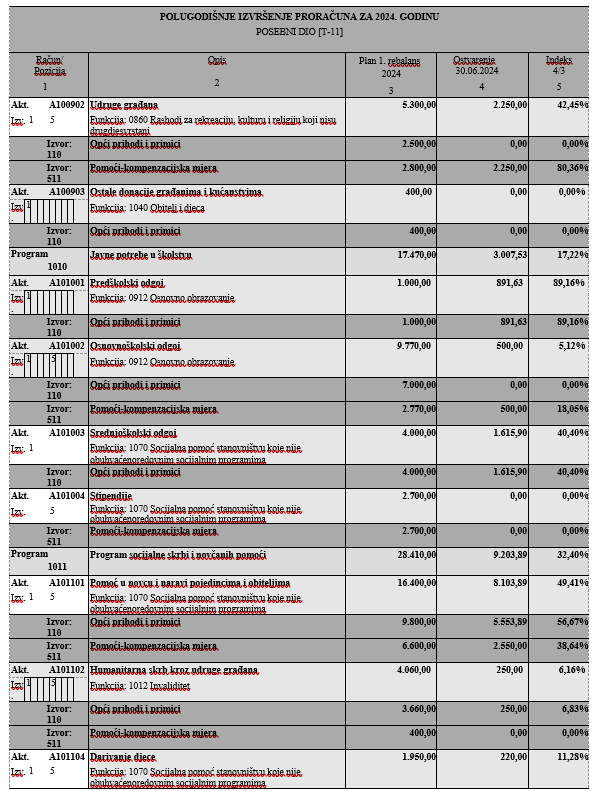 POLUGODIŠNJE IZVRŠENJE PRORAČUNA ZA 2024. GODINU
POSEBNI DIO [T-11]
Račun/ Pozicija Opis Plan 1. rebalans 2024 Ostvarenje 30.06.2024 Indeks 4/3
1 2 3 4 5
Akt. A100902 Udruge građana 5.300,00 2.250,00 42,45%
Izv. 1 5 Funkcija: 0860 Rashodi za rekreaciju, kulturu i religiju koji nisu
drugdjesvrstani
Izvor: 110 Opći prihodi i primici 2.500,00 0,00 0,00%
Izvor: 511 Pomoći-kompenzacijska mjera 2.800,00 2.250,00 80,36%
Akt. A100903 Ostale donacije građanima i kućanstvima 400,00 0,00 0,00%
Izv. 1 Funkcija: 1040 Obitelj i djeca
Izvor: 110 Opći prihodi i primici 400,00 0,00 0,00%
Program 1010 Javne potrebe u školstvu 17.470,00 3.007,53 17,22%
Akt. A101001 Predškolski odgoj 1.000,00 891,63 89,16%
Izv. 1 Funkcija: 0912 Osnovno obrazovanje
Izvor: 110 Opći prihodi i primici 1.000,00 891,63 89,16%
Akt. A101002 Osnovnoškolski odgoj 9.770,00 500,00 5,12%
Izv. 1 5 Funkcija: 0912 Osnovno obrazovanje
Izvor: 110 Opći prihodi i primici 7.000,00 0,00 0,00%
Izvor: 511 Pomoći-kompenzacijska mjera 2.770,00 500,00 18,05%
Akt. A101003 Srednjoškolski odgoj 4.000,00 1.615,90 40,40%
Izv. 1 Funkcija: 1070 Socijalna pomoć stanovništvu koje nije
obuhvaćenoredovnim socijalnim programima
Izvor: 110 Opći prihodi i primici 4.000,00 1.615,90 40,40%
Akt. A101004 Stipendije 2.700,00 0,00 0,00%
Izv. 5 Funkcija: 1070 Socijalna pomoć stanovništvu koje nije
obuhvaćenoredovnim socijalnim programima
Izvor: 511 Pomoći-kompenzacijska mjera 2.700,00 0,00 0,00%
Program 1011 Program socijalne skrbi i novčanih pomoći 28.410,00 9.203,89 32,40%
Akt. A101101 Pomoć u novcu i naravi pojedincima i obiteljima 16.400,00 8.103,89 49,41%
Izv. 1 5 Funkcija: 1070 Socijalna pomoć stanovništvu koje nije
obuhvaćenoredovnim socijalnim programima
Izvor: 110 Opći prihodi i primici 9.800,00 5.553,89 56,67%
Izvor: 511 Pomoći-kompenzacijska mjera 6.600,00 2.550,00 38,64%
Akt. A101102 Humanitarna skrb kroz udruge građana 4.060,00 250,00 6,16%
Izv. 1 5 Funkcija: 1012 Invaliditet
Izvor: 110 Opći prihodi i primici 3.660,00 250,00 6,83%
Izvor: 511 Pomoći-kompenzacijska mjera 400,00 0,00 0,00%
Akt. A101104 Darivanje djece 1.950,00 220,00 11,28%
Izv. 1 5 Funkcija: 1070 Socijalna pomoć stanovništvu koje nije
obuhvaćenoredovnim socijalnim programima